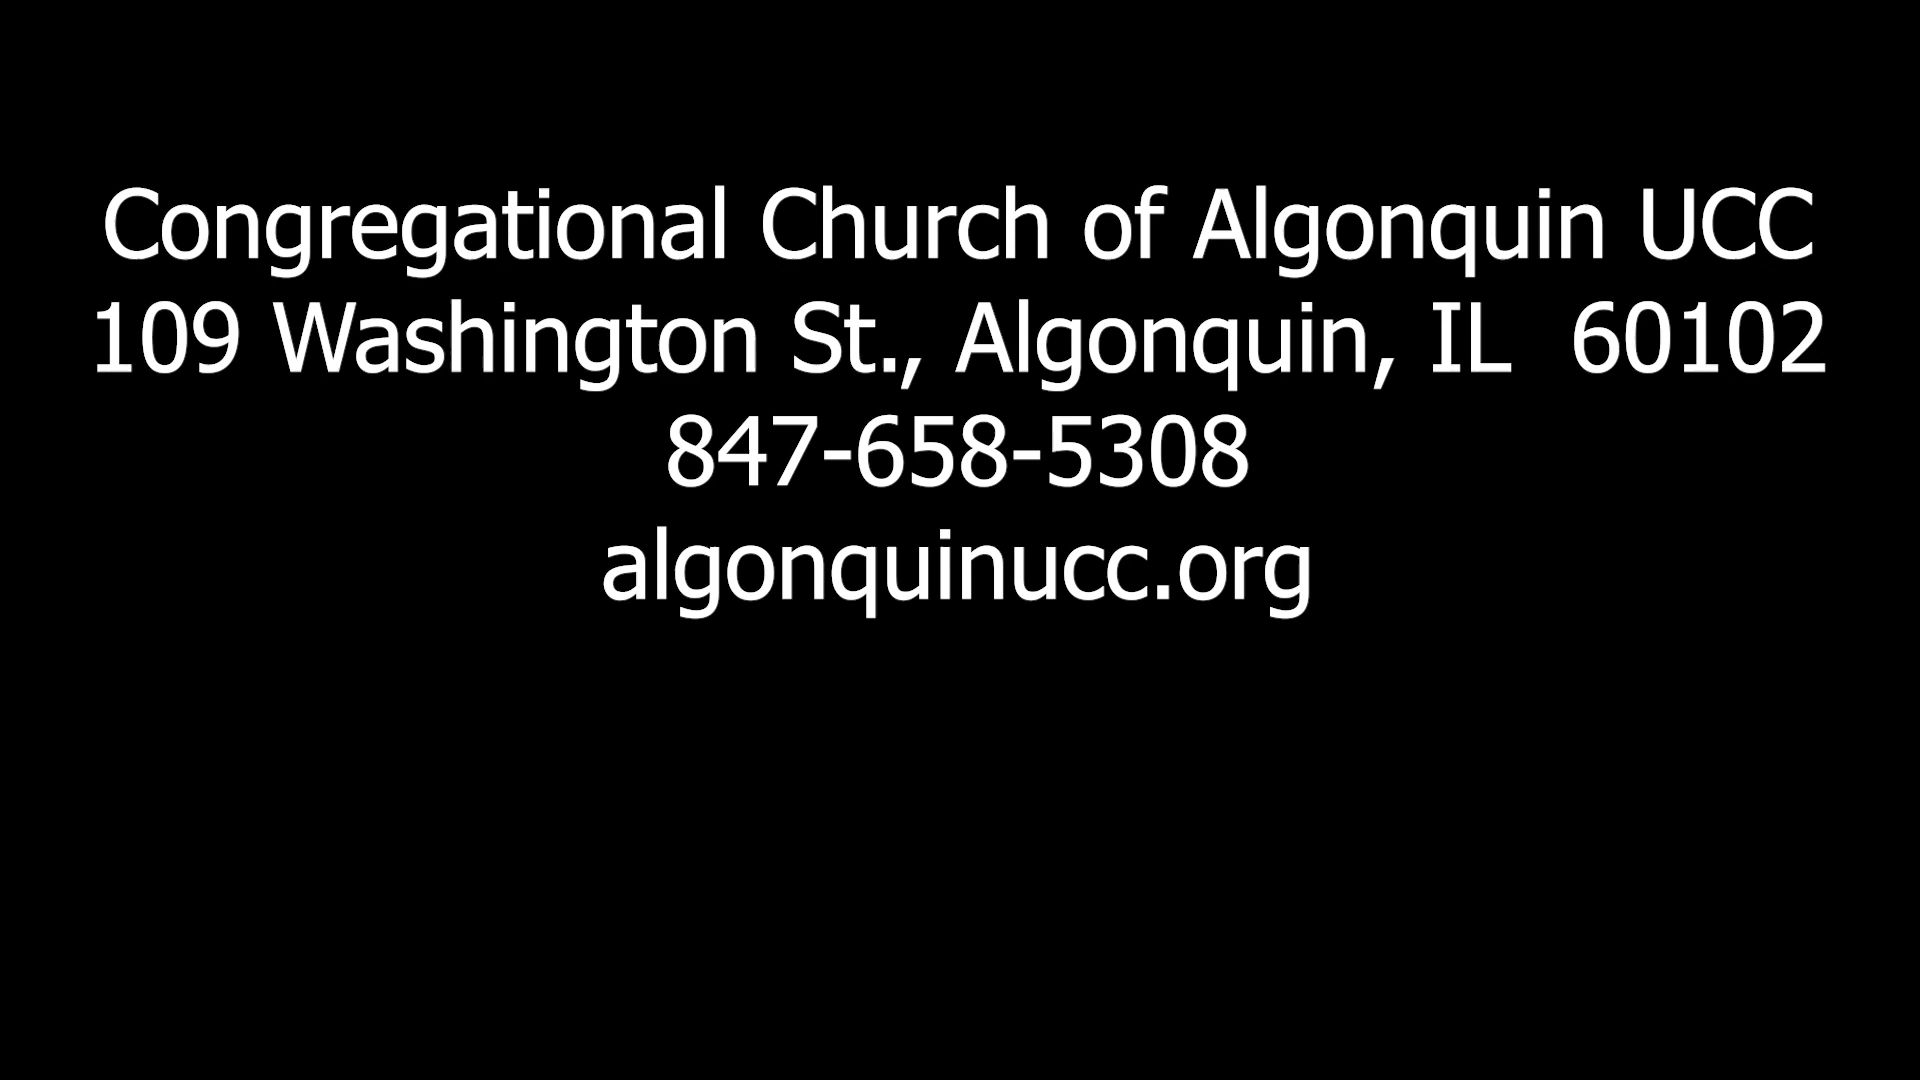 Congregational Church of Algonquin UCC
109 Washington St., Algonquin, IL  60102
847-658-5308
algonquinucc.org